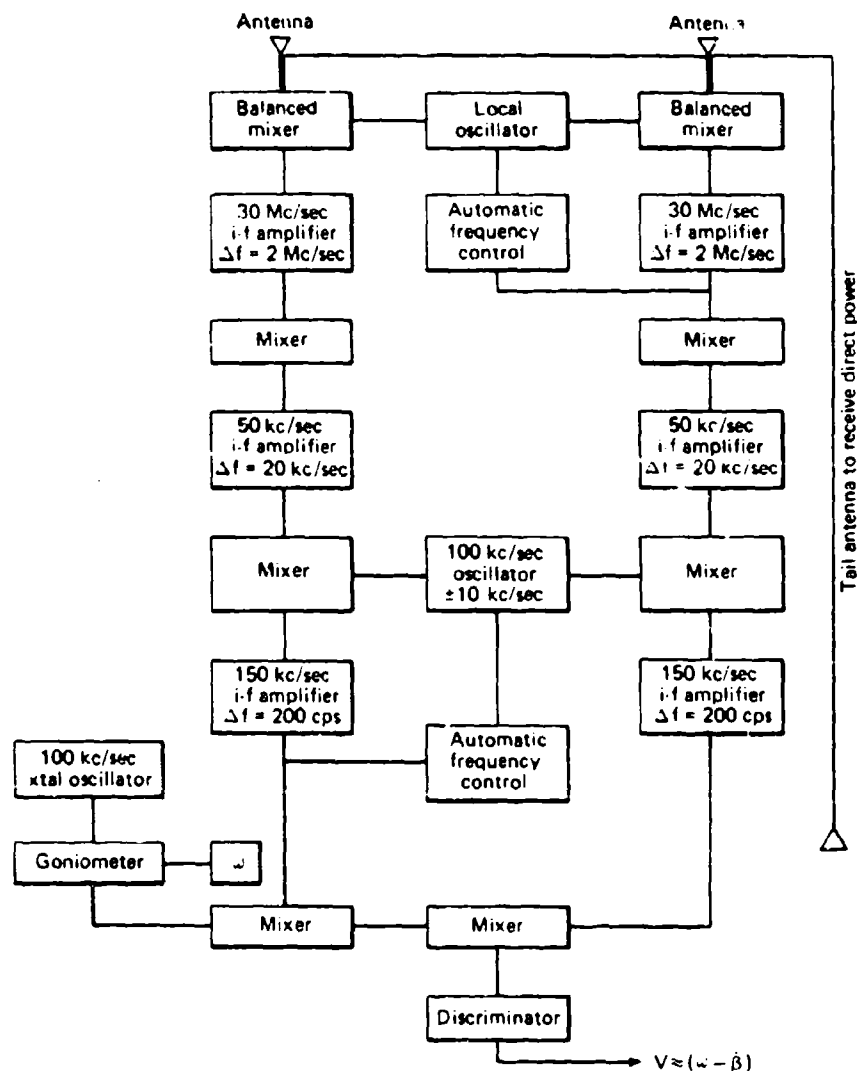 Antenna
Antenna
Balanced
mixer
Local
oscillator
Balanced
mixer
30 Mc/sec
i-f amplifier
Δf = 2 Mc/sec
Automatic
frequency
control
30 Mc/sec
i-f amplifier
Δf = 2 Mc/sec
Mixer
Mixer
50 kc/sec
i-f amplifier
Δf = 20 kc/sec
50 kc/sec
i-f amplifier
Δf = 20 kc/sec
Tail antenna to receive direct power
Mixer
100 kc/sec
oscillator
±10 kc/sec
Mixer
150 kc/sec
i-f amplifier
Δf = 200 cps
150 kc/sec
i-f amplifier
Δf = 200 cps
100 kc/sec
xtal oscillator
Automatic
frequency
control
Goniometer
ω
Mixer
Mixer
Discriminator
V ≈ (ω − β̇)